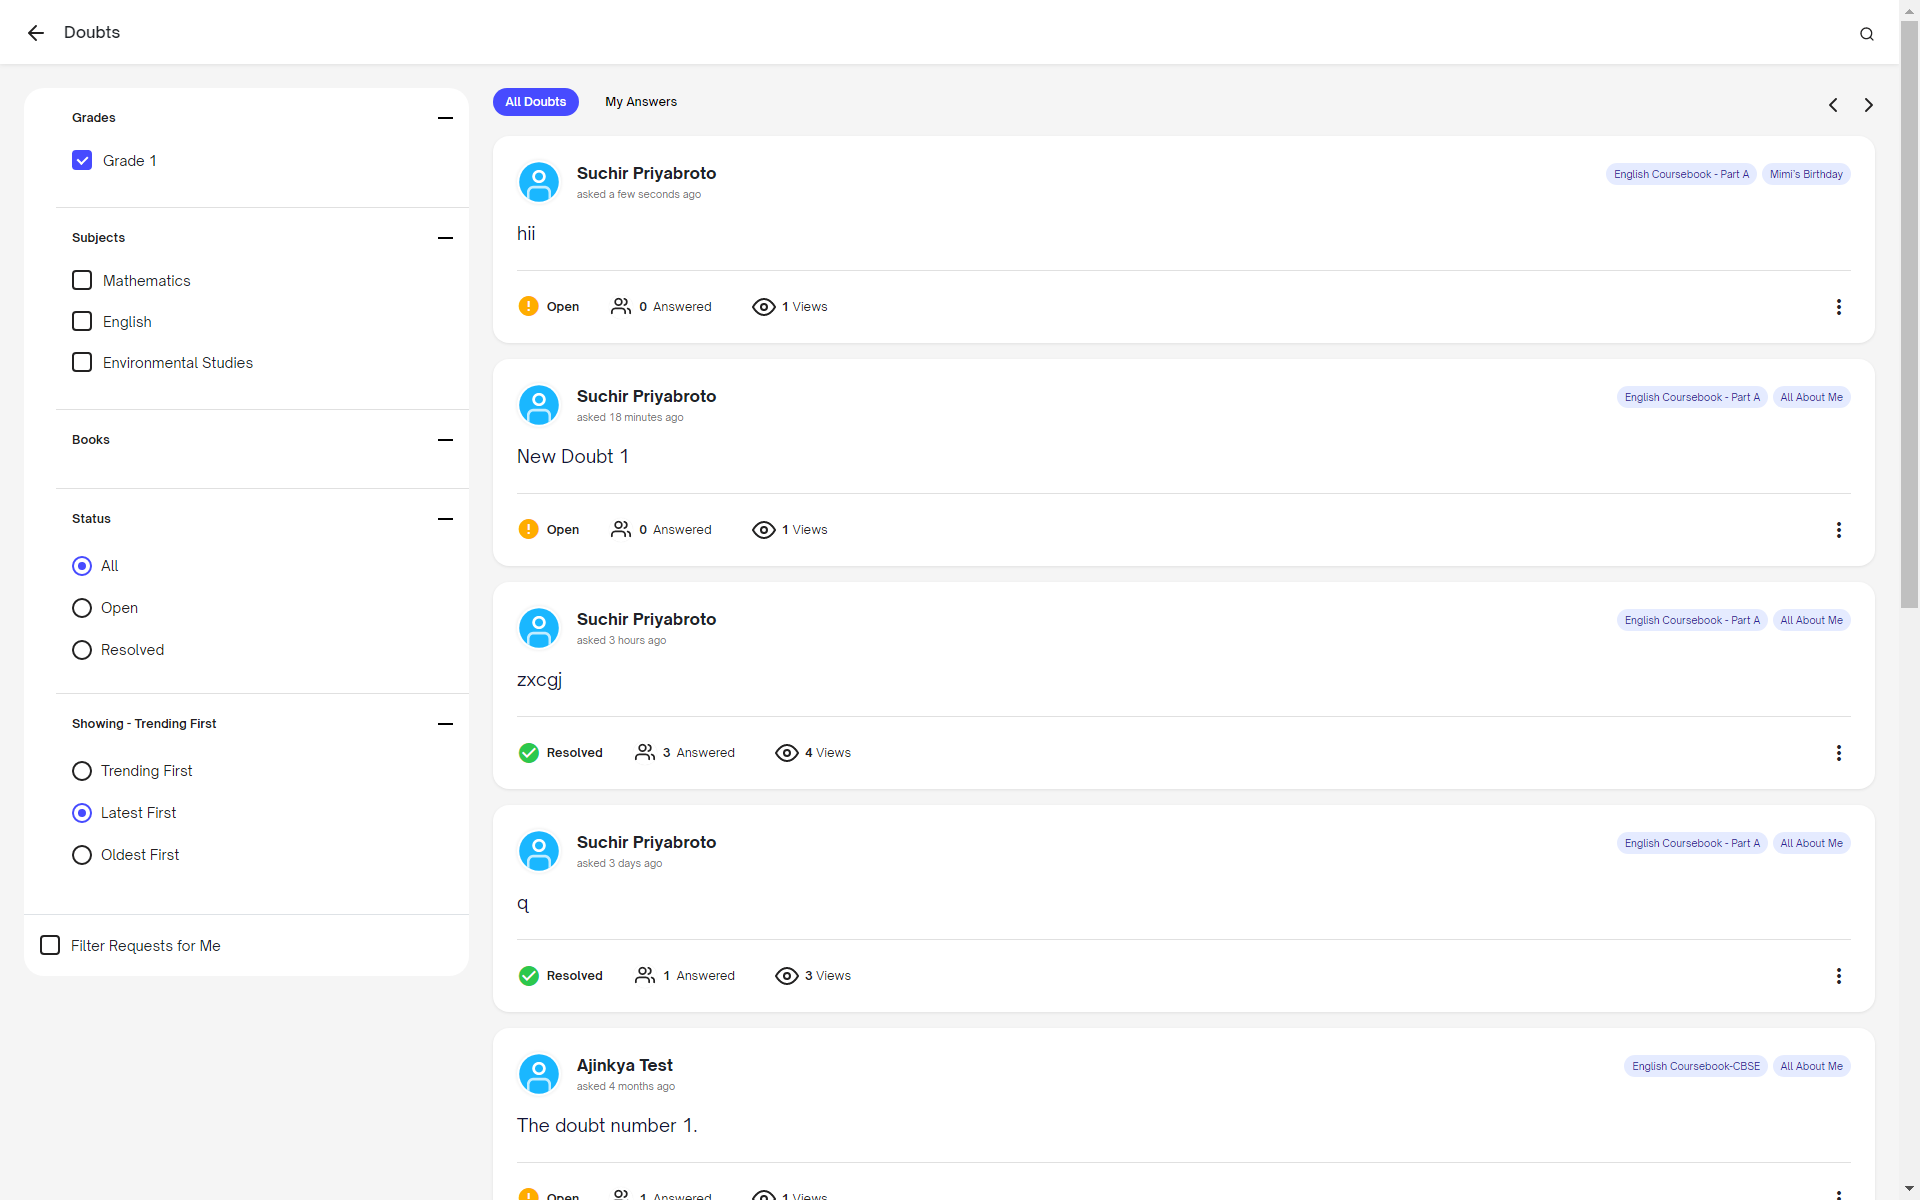 Doubts
Grades
Grade 1
Subjects
Mathematics
English
Environmental Studies
Books
Status
All
Open
Resolved
Showing - Trending First
Trending First
Latest First
Oldest First
Filter Requests for Me
All Doubts My Answers
Suchir Priyabroto English Coursebook - Part A Mimi's Birthday
asked a few seconds ago
hii
Open 0 Answered 1 Views
Suchir Priyabroto English Coursebook - Part A All About Me
asked 18 minutes ago
New Doubt 1
Open 0 Answered 1 Views
Suchir Priyabroto English Coursebook - Part A All About Me
asked 3 hours ago
zxcgj
Resolved 3 Answered 4 Views
Suchir Priyabroto English Coursebook - Part A All About Me
asked 3 days ago
q
Resolved 1 Answered 3 Views
Ajinkya Test English Coursebook-CBSE All About Me
asked 4 months ago
The doubt number 1.
Open 1 Answered 1 Views